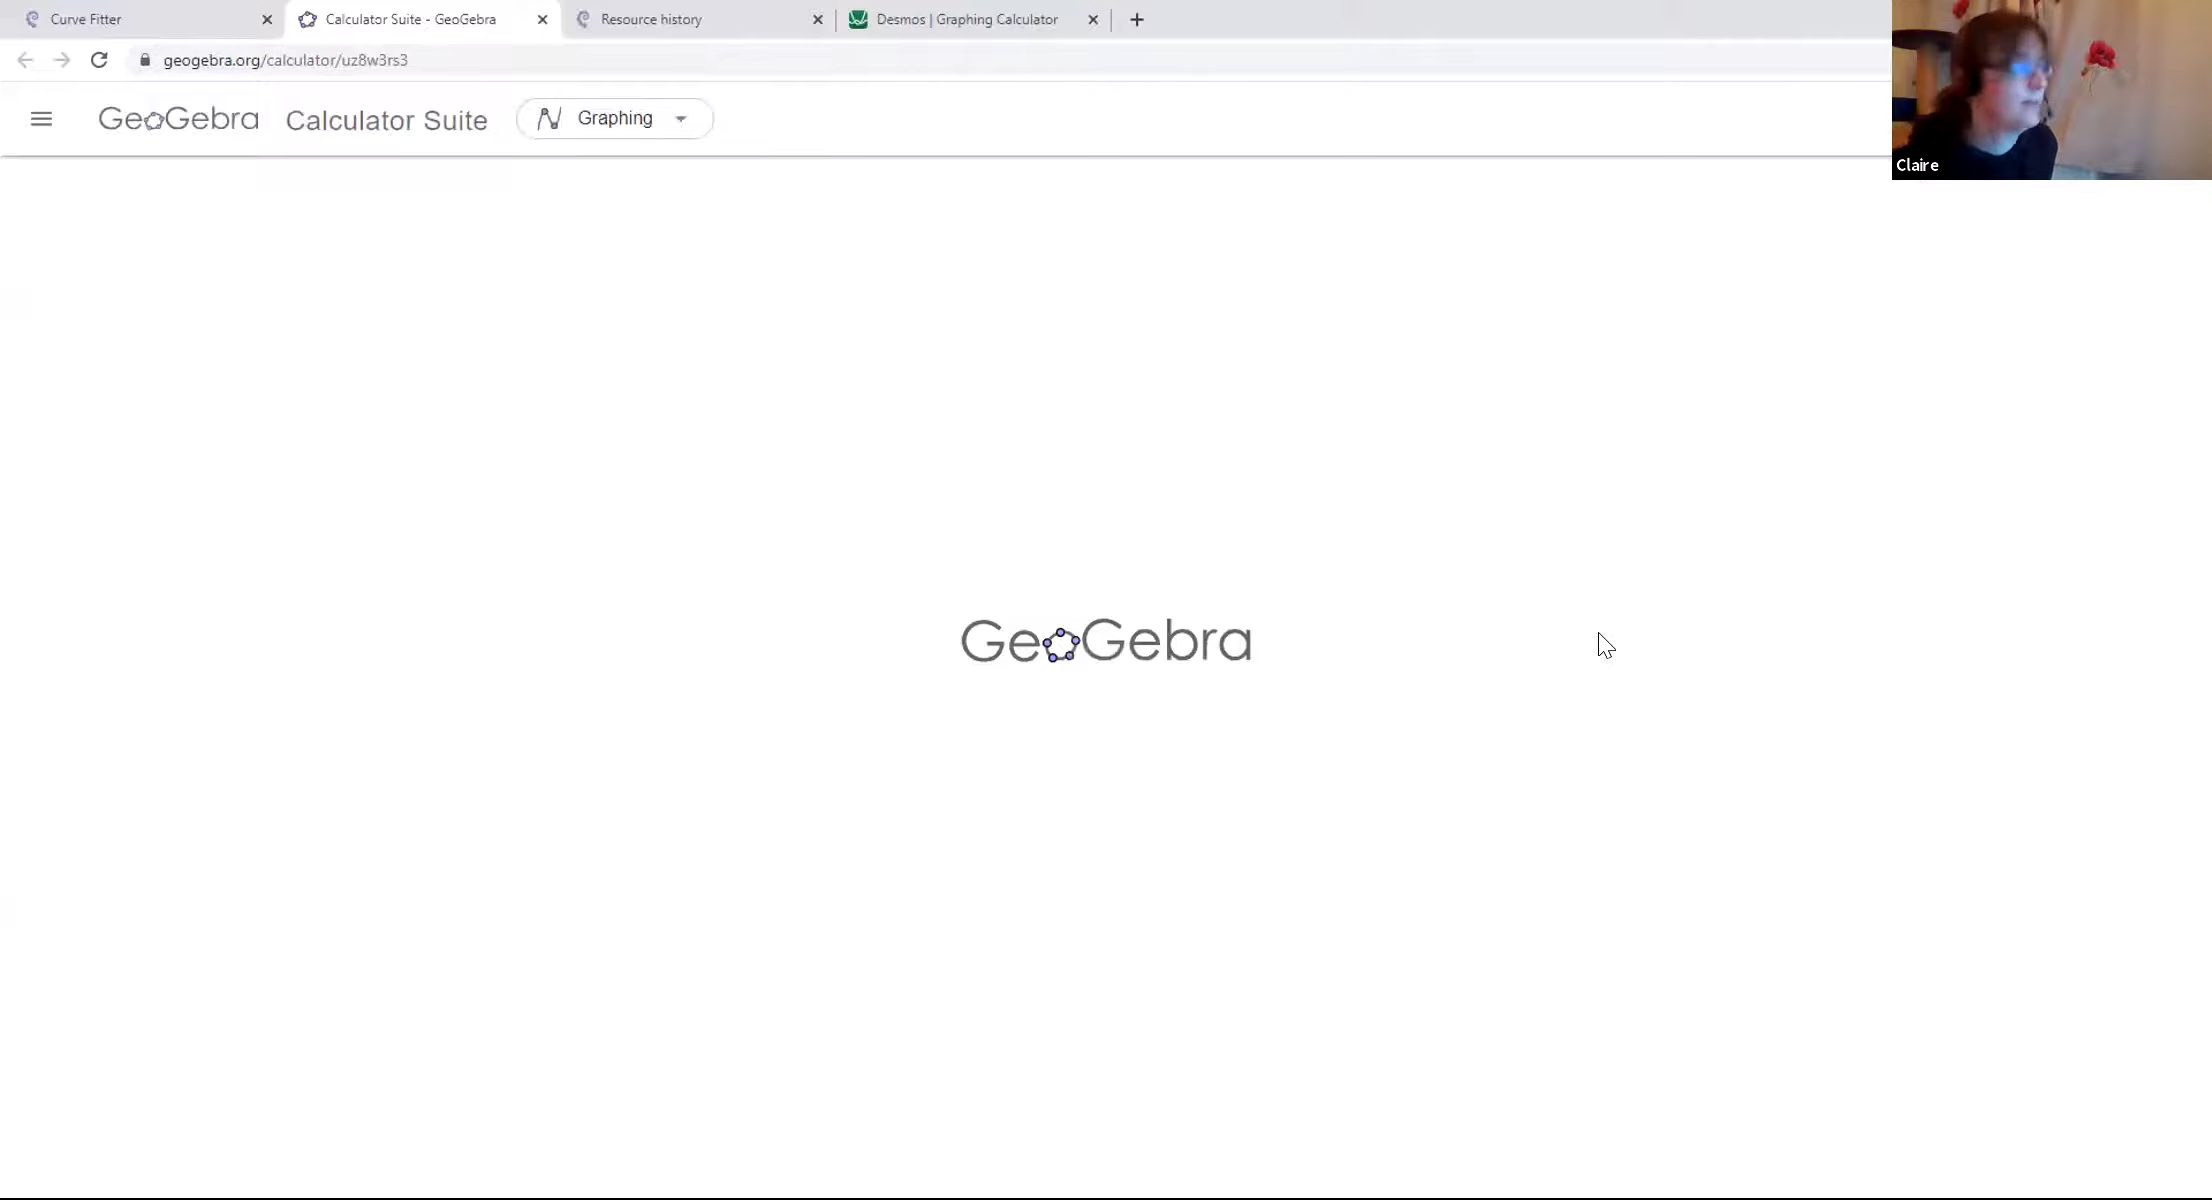 Curve Fitter
Calculator Suite - GeoGebra
Resource history
Desmos | Graphing Calculator
geogebra.org/calculator/uz8w3rs3
GeoGebra Calculator Suite Graphing
Claire
GeoGebra